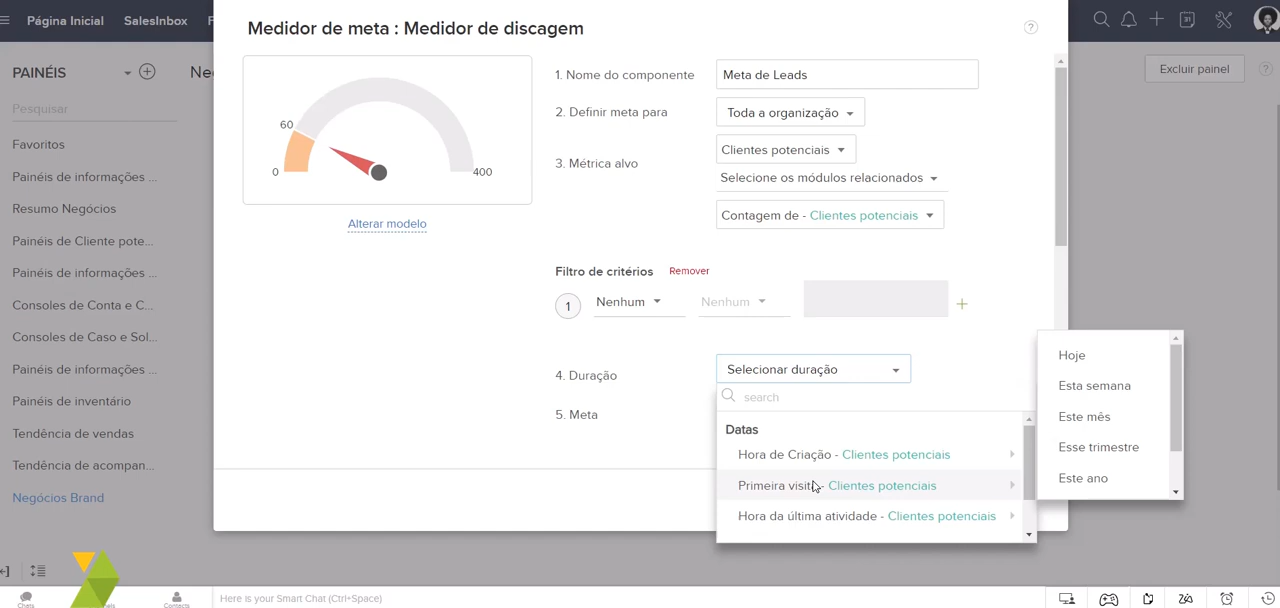 Página Inicial
SalesInbox
PAINÉIS
Pesquisar
Favoritos
Painéis de informações ...
Resumo Negócios
Painéis de Cliente pote...
Painéis de informações ...
Consoles de Conta e C...
Consoles de Caso e Sol...
Painéis de informações ...
Painéis de inventário
Tendência de vendas
Tendência de acompan...
Negócios Brand
Excluir painel
?
Medidor de meta : Medidor de discagem
?
60
0
400
Alterar modelo
1. Nome do componente
Meta de Leads
2. Definir meta para
Toda a organização
3. Métrica alvo
Clientes potenciais
Selecione os módulos relacionados
Contagem de - Clientes potenciais
Filtro de critérios
Remover
1
Nenhum
Nenhum
4. Duração
Selecionar duração
5. Meta
search
Datas
Hora de Criação - Clientes potenciais
Primeira visita - Clientes potenciais
Hora da última atividade - Clientes potenciais
Hoje
Esta semana
Este mês
Esse trimestre
Este ano
Chats
Contacts
Here is your Smart Chat (Ctrl+Space)